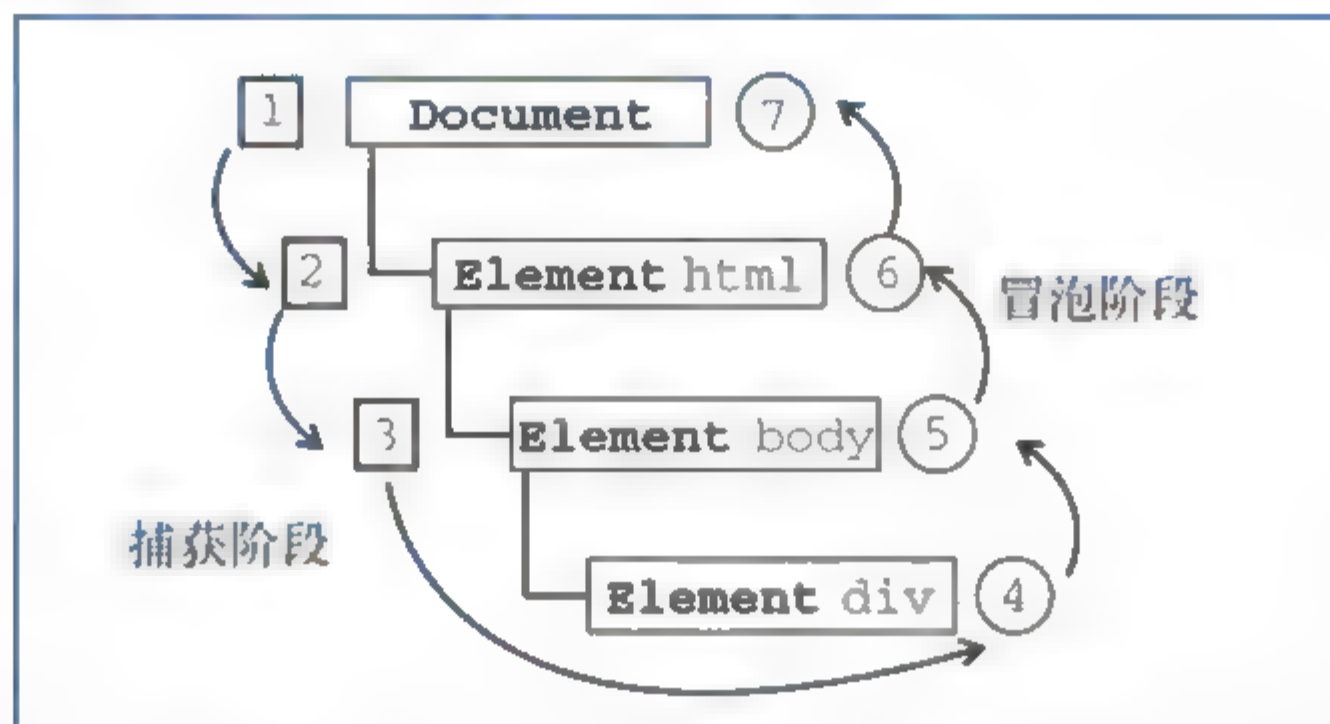 1 Document 7
2 Element html 6
冒泡阶段
3 Element body 5
捕获阶段
Element div 4